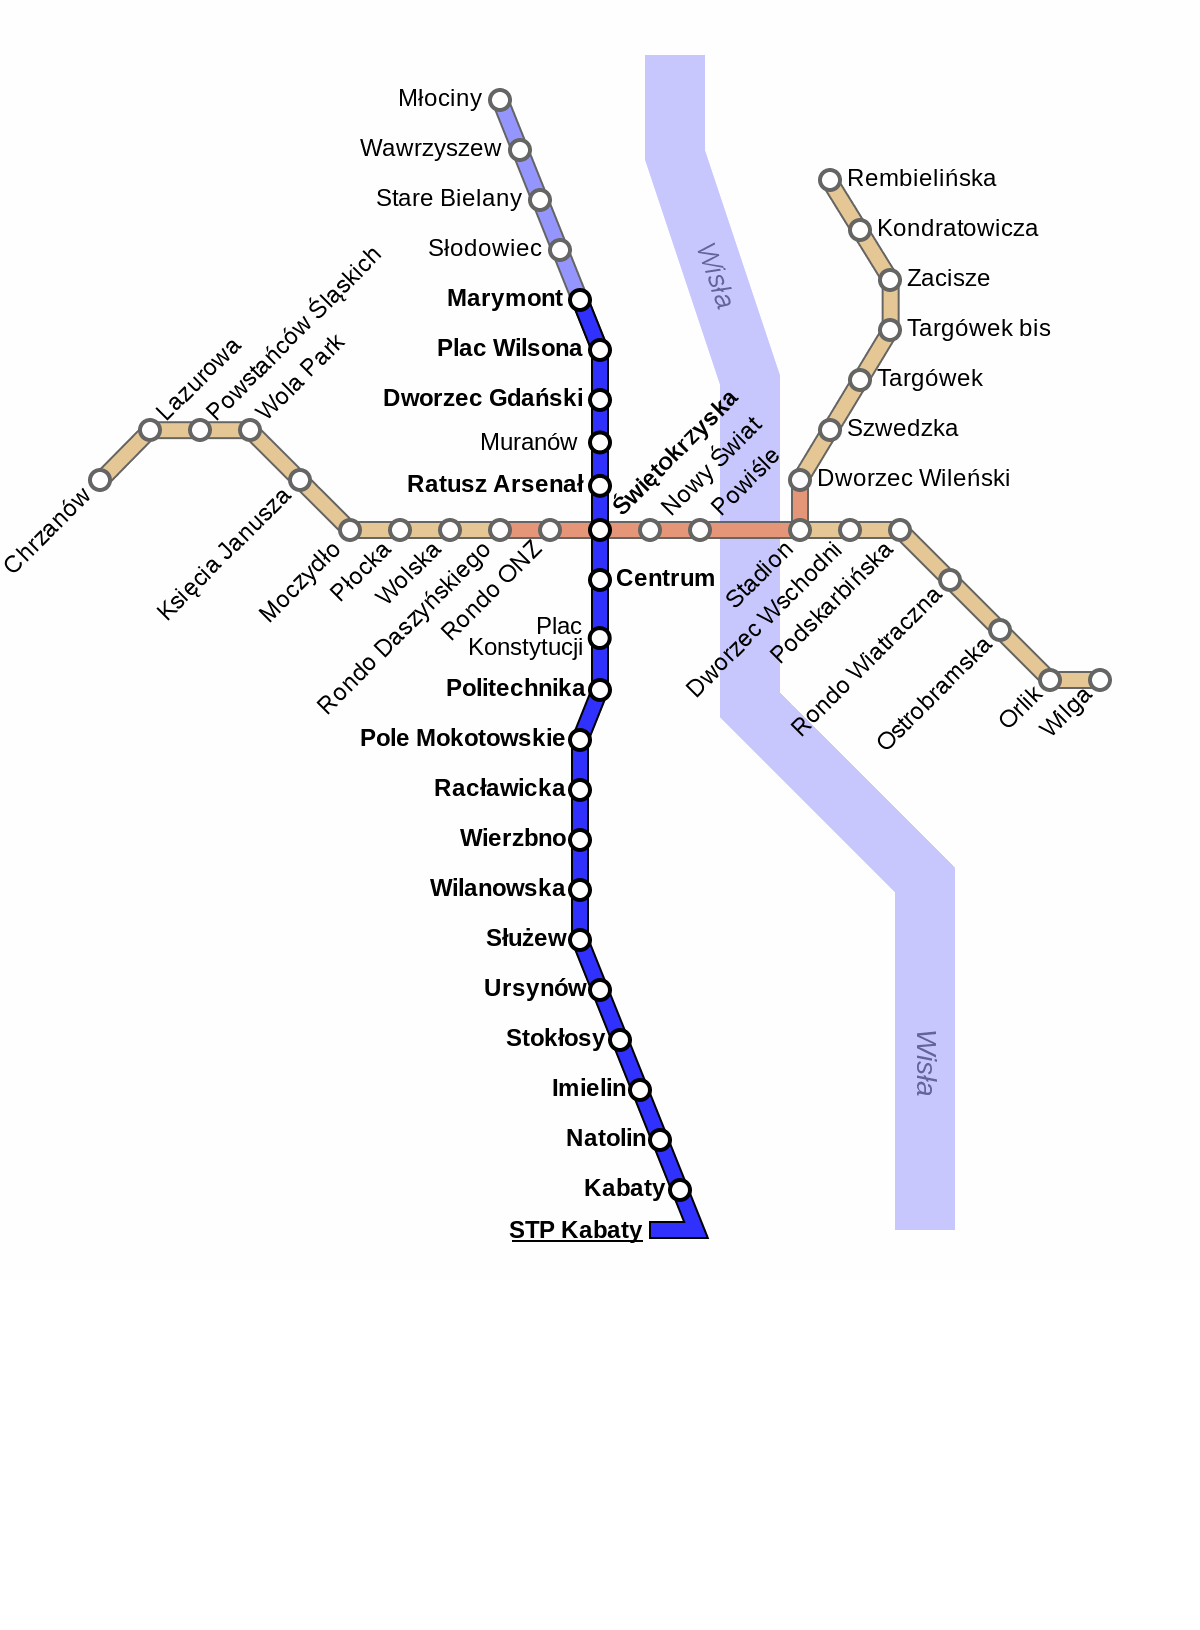 Młociny
Wawrzyszew
Stare Bielany
Słodowiec
Marymont
Plac Wilsona
Dworzec Gdański
Muranów
Ratusz Arsenał
Świętokrzyska
Nowy Świat
Powiśle
Centrum
Plac
Konstytucji
Politechnika
Pole Mokotowskie
Racławicka
Wierzbno
Wilanowska
Służew
Ursynów
Stokłosy
Imielin
Natolin
Kabaty
STP Kabaty
Chrzanów
Lazurowa
Powstańców Śląskich
Wola Park
Księcia Janusza
Moczydło
Płocka
Wolska
Rondo Daszyńskiego
Rondo ONZ
Stadion
Dworzec Wschodni
Podskarbińska
Rondo Wiatraczna
Ostrobramska
Orlik
Wilga
Rembielińska
Kondratowicza
Zacisze
Targówek bis
Targówek
Szwedzka
Dworzec Wileński
Wisła
Wisła